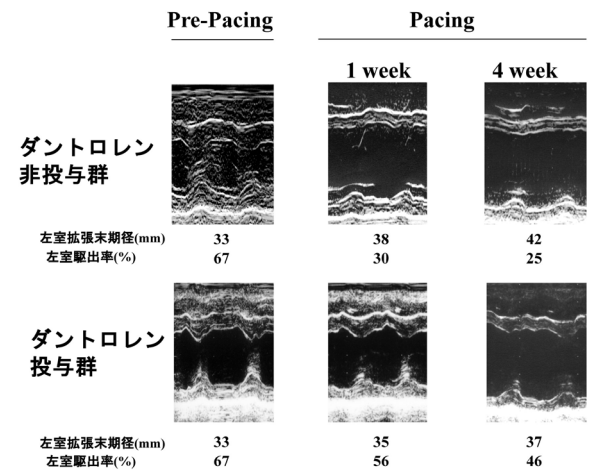 Pre-Pacing Pacing
1 week 4 week
ダントロレン
非投与群
左室拡張末期径(mm) 33 38 42
左室駆出率(%) 67 30 25
ダントロレン
投与群
左室拡張末期径(mm) 33 35 37
左室駆出率(%) 67 56 46